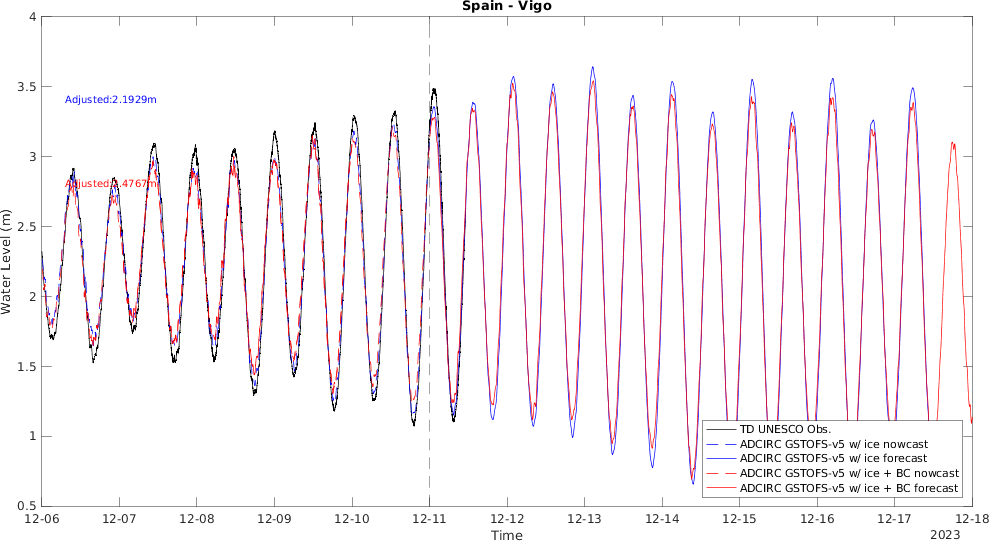 Spain - Vigo
4
3.5
3
2.5
2
1.5
1
0.5
Water Level (m)
Adjusted:2.1929m
Adjusted: .4767m
TD UNESCO Obs.
ADCIRC GSTOFS-v5 w/ ice nowcast
ADCIRC GSTOFS-v5 w/ ice forecast
ADCIRC GSTOFS-v5 w/ ice + BC nowcast
ADCIRC GSTOFS-v5 w/ ice + BC forecast
12-06 12-07 12-08 12-09 12-10 12-11 12-12 12-13 12-14 12-15 12-16 12-17 12-18
Time
2023